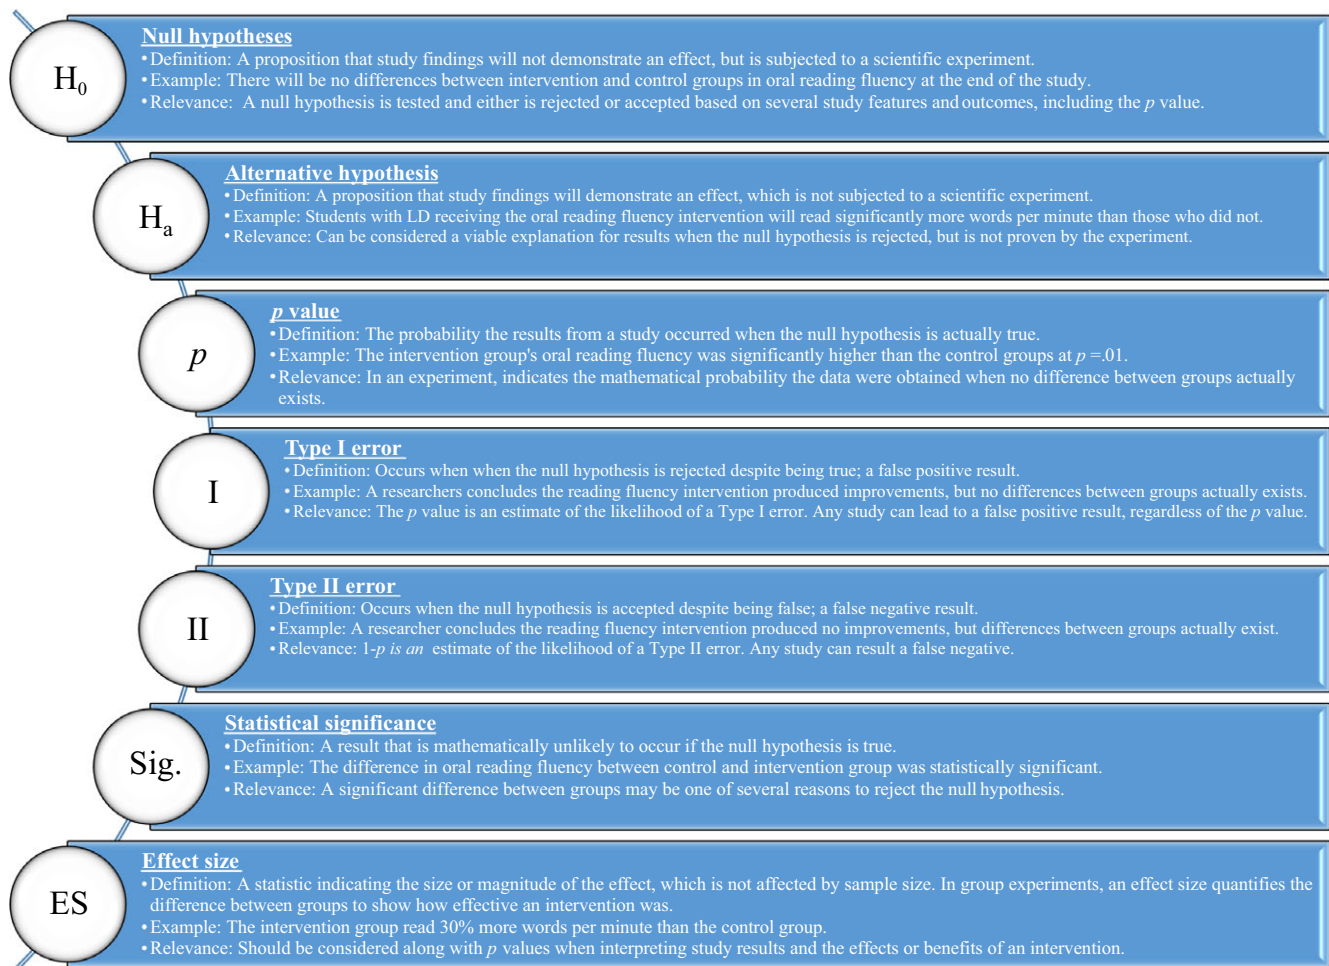 H0
Null hypotheses
•Definition: A proposition that study findings will not demonstrate an effect, but is subjected to a scientific experiment.
•Example: There will be no differences between intervention and control groups in oral reading fluency at the end of the study.
•Relevance: A null hypothesis is tested and either is rejected or accepted based on several study features and outcomes, including the p value.
Ha
Alternative hypothesis
•Definition: A proposition that study findings will demonstrate an effect, which is not subjected to a scientific experiment.
•Example: Students with LD receiving the oral reading fluency intervention will read significantly more words per minute than those who did not.
•Relevance: Can be considered a viable explanation for results when the null hypothesis is rejected, but is not proven by the experiment.
p
p value
•Definition: The probability the results from a study occurred when the null hypothesis is actually true.
•Example: The intervention group's oral reading fluency was significantly higher than the control groups at p =.01.
•Relevance: In an experiment, indicates the mathematical probability the data were obtained when no difference between groups actually
exists.
I
Type I error
•Definition: Occurs when when the null hypothesis is rejected despite being true; a false positive result.
•Example: A researchers concludes the reading fluency intervention produced improvements, but no differences between groups actually exists.
•Relevance: The p value is an estimate of the likelihood of a Type I error. Any study can lead to a false positive result, regardless of the p value.
II
Type II error
•Definition: Occurs when the null hypothesis is accepted despite being false; a false negative result.
•Example: A researcher concludes the reading fluency intervention produced no improvements, but differences between groups actually exist.
•Relevance: 1-p is an estimate of the likelihood of a Type II error. Any study can result a false negative.
Sig.
Statistical significance
•Definition: A result that is mathematically unlikely to occur if the null hypothesis is true.
•Example: The difference in oral reading fluency between control and intervention group was statistically significant.
•Relevance: A significant difference between groups may be one of several reasons to reject the null hypothesis.
ES
Effect size
•Definition: A statistic indicating the size or magnitude of the effect, which is not affected by sample size. In group experiments, an effect size quantifies the
difference between groups to show how effective an intervention was.
•Example: The intervention group read 30% more words per minute than the control group.
•Relevance: Should be considered along with p values when interpreting study results and the effects or benefits of an intervention.